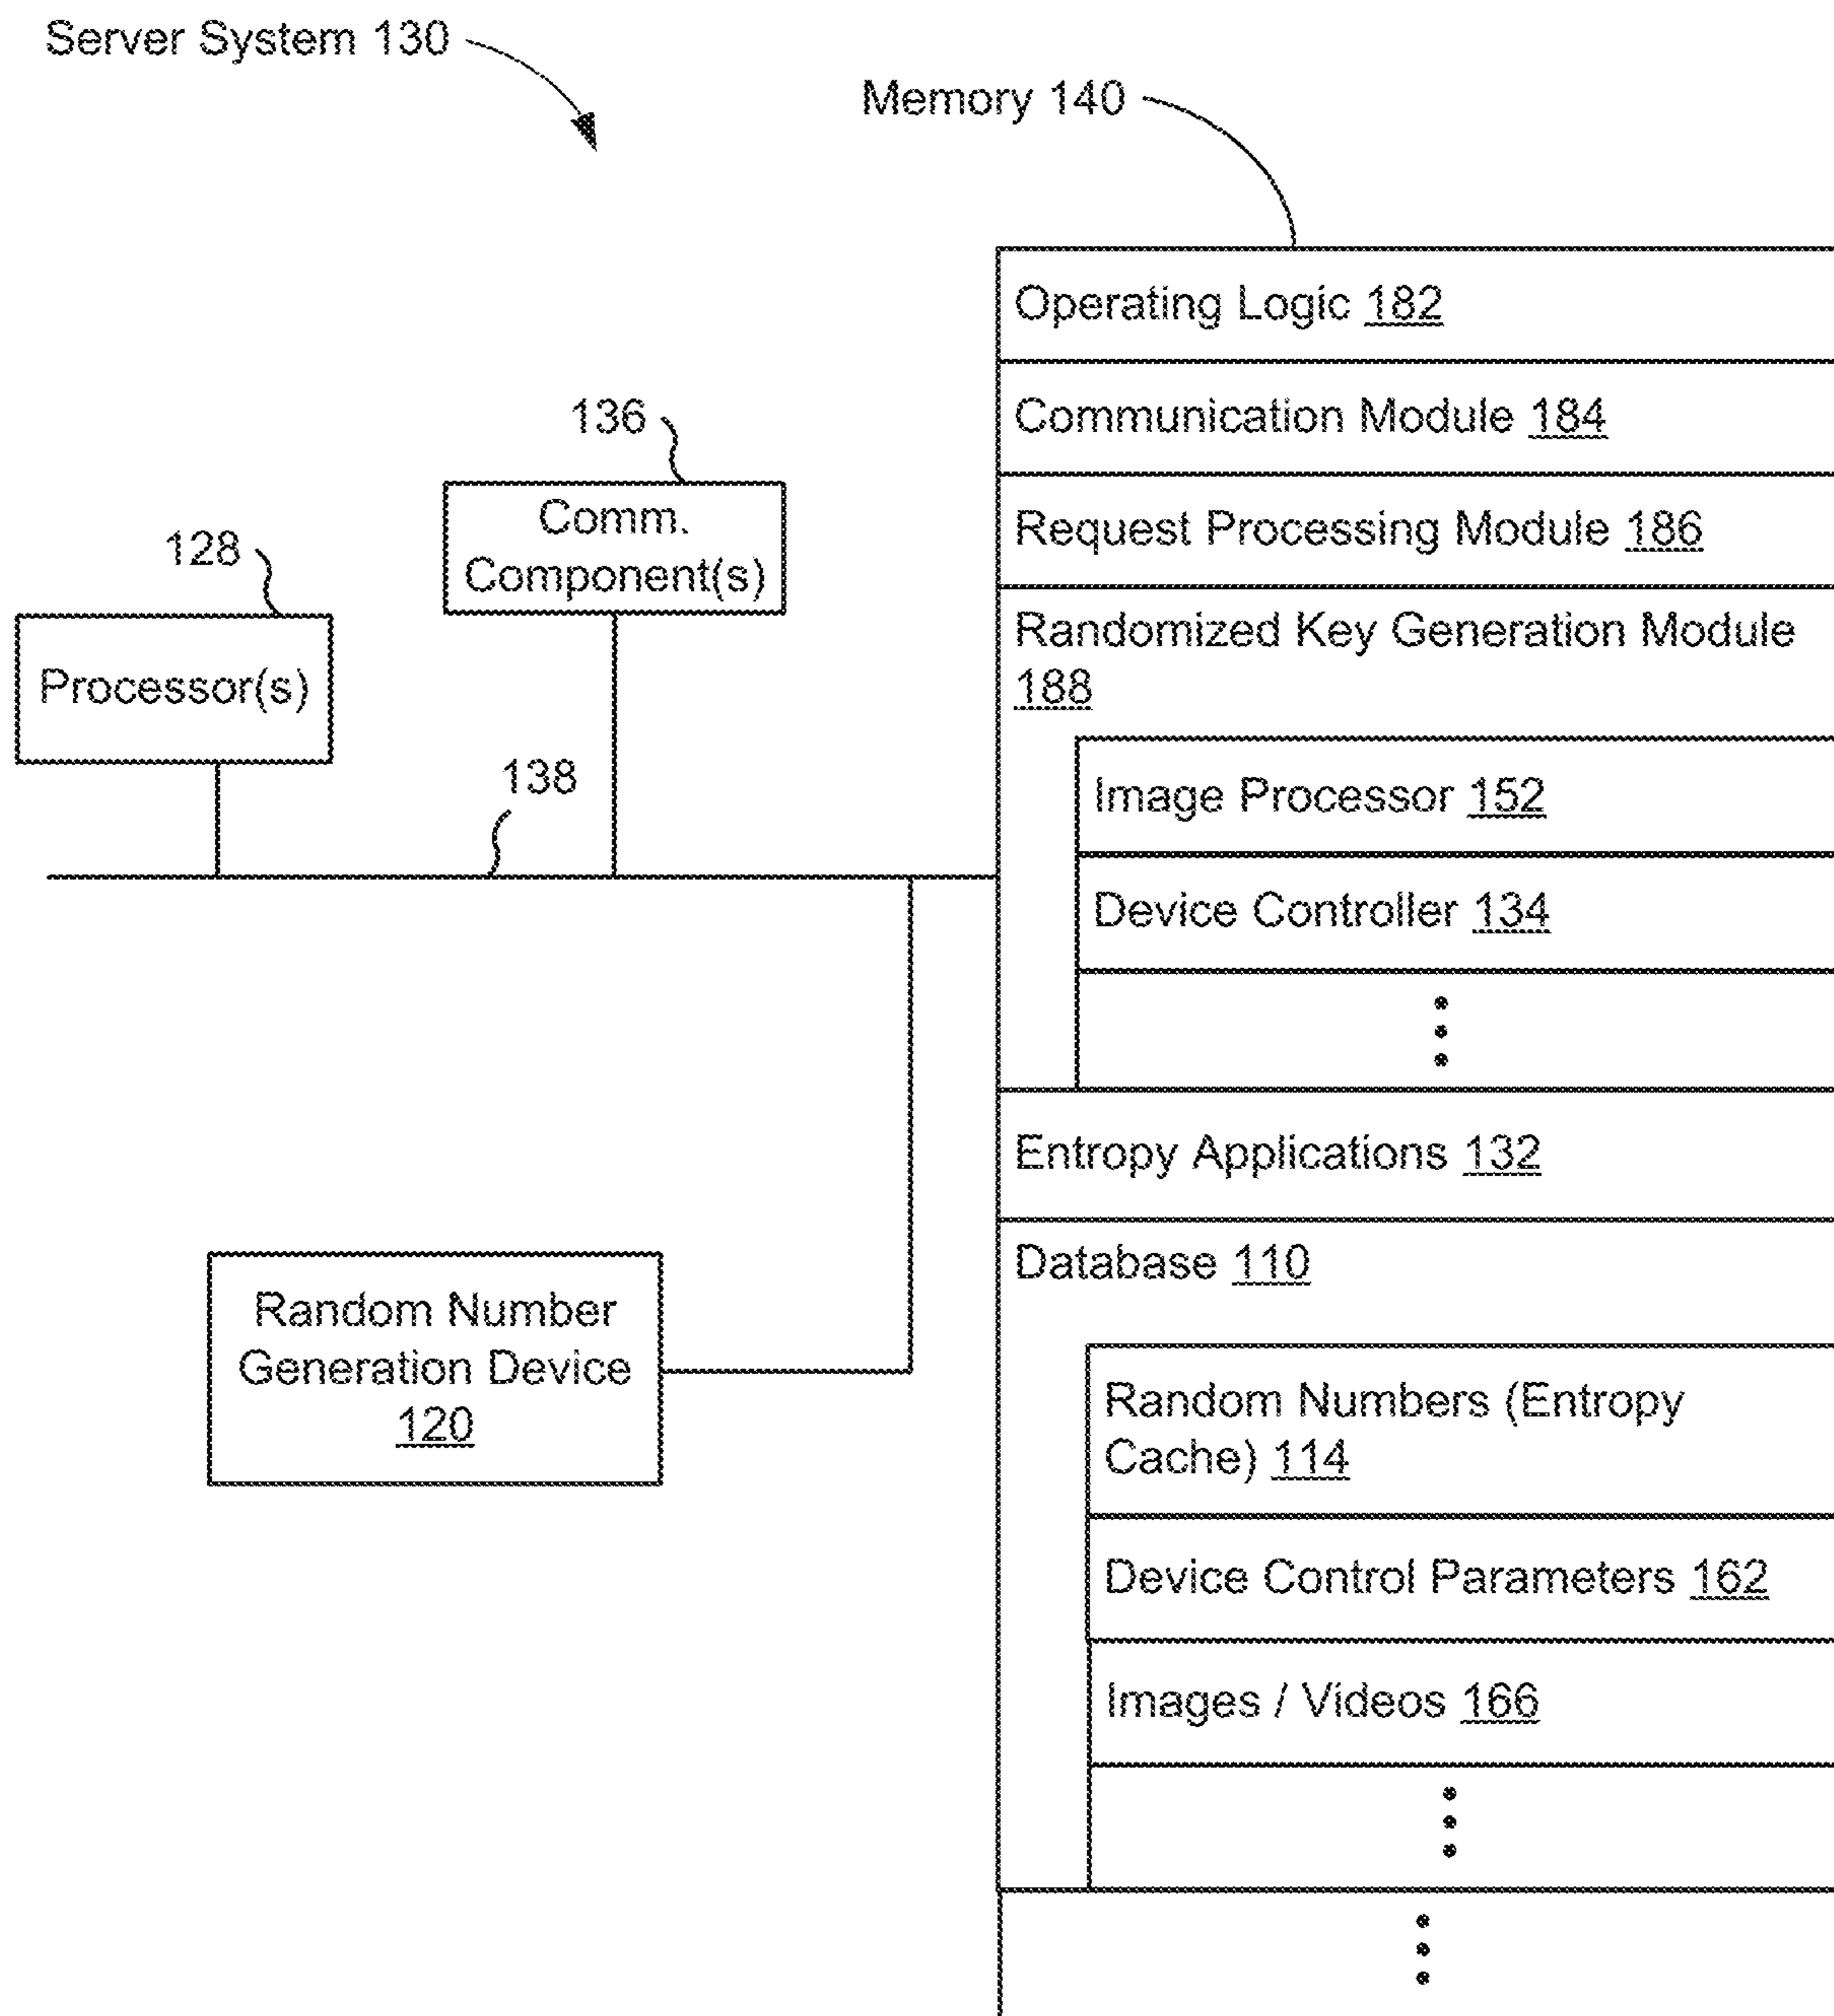 Server System 130
Memory 140
Operating Logic 182
Communication Module 184
136
Comm.
Component(s)
Request Processing Module 186
128
Processor(s)
Randomized Key Generation Module
188
138
Image Processor 152
Device Controller 134
Entropy Applications 132
Database 110
Random Number
Generation Device
120
Random Numbers (Entropy
Cache) 114
Device Control Parameters 162
Images / Videos 166